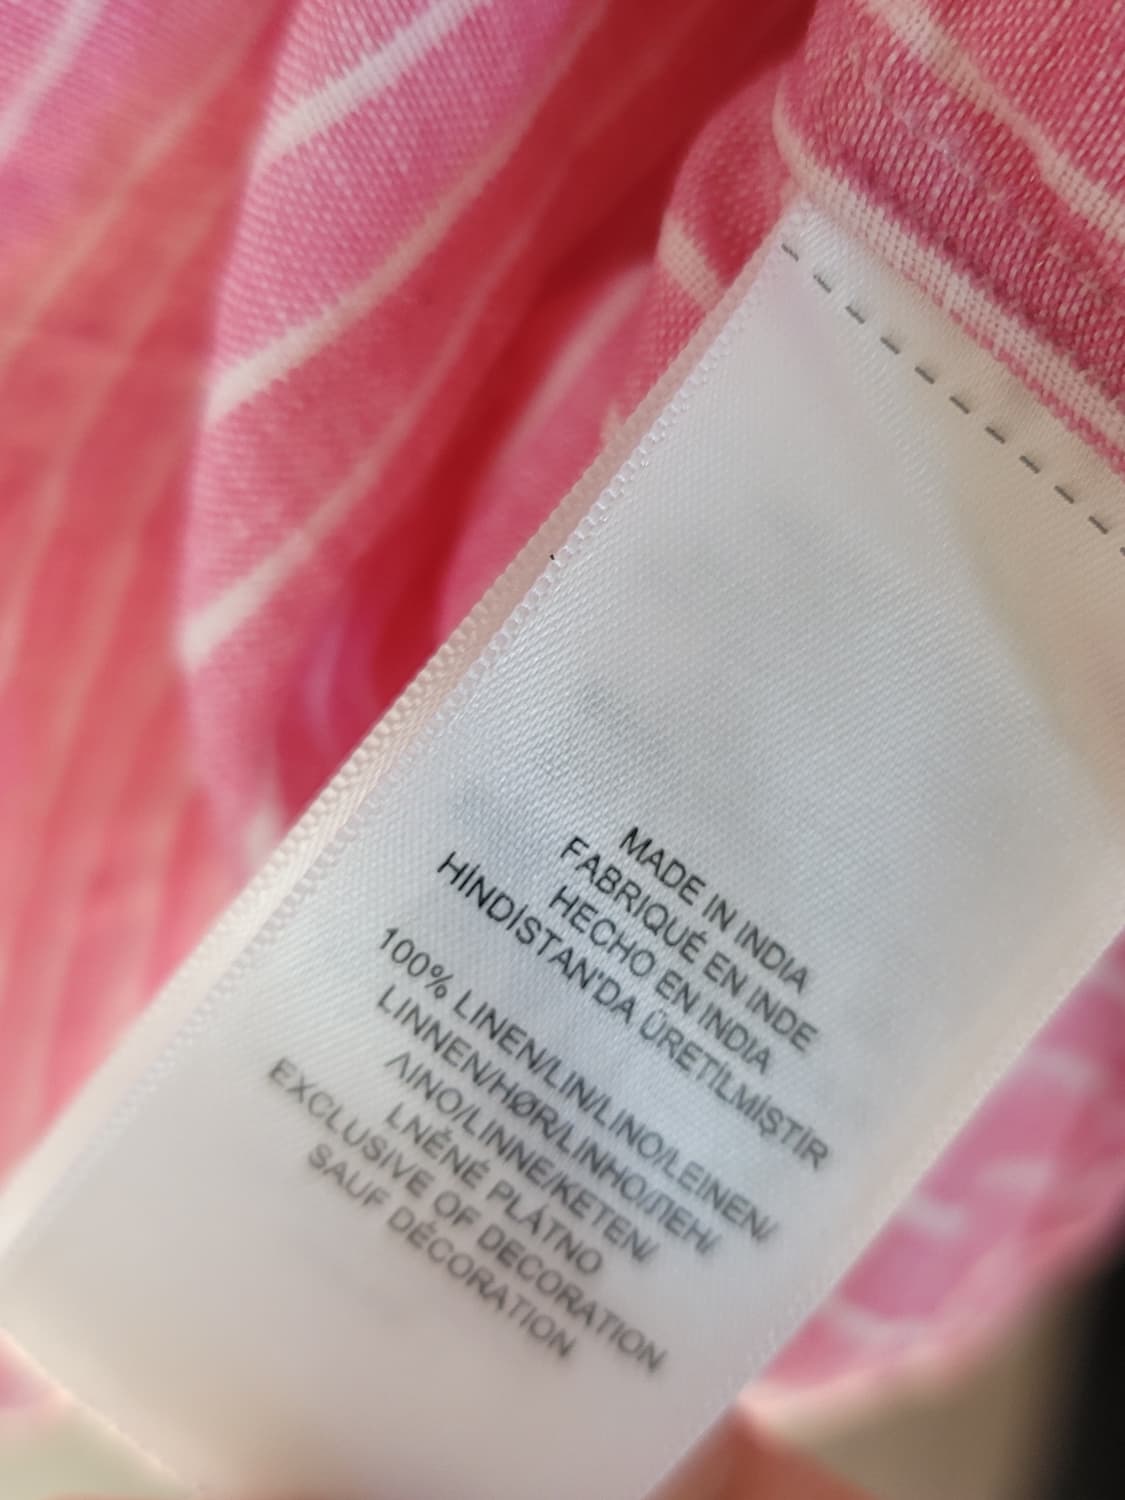 MADE IN INDIA
FABRIQUÉ EN INDE
HECHO EN INDIA
HİNDİSTAN'DA ÜRETİLMİŞTİR
100% LINEN/LIN/LINO/LEINEN/
LINNEN/HØR/LINHO/ЛЕН/
ΛΙΝΟ/LINNE/KETEN/
LNĚNÉ PLÁTNO
EXCLUSIVE OF DECORATION
SAUF DÉCORATION